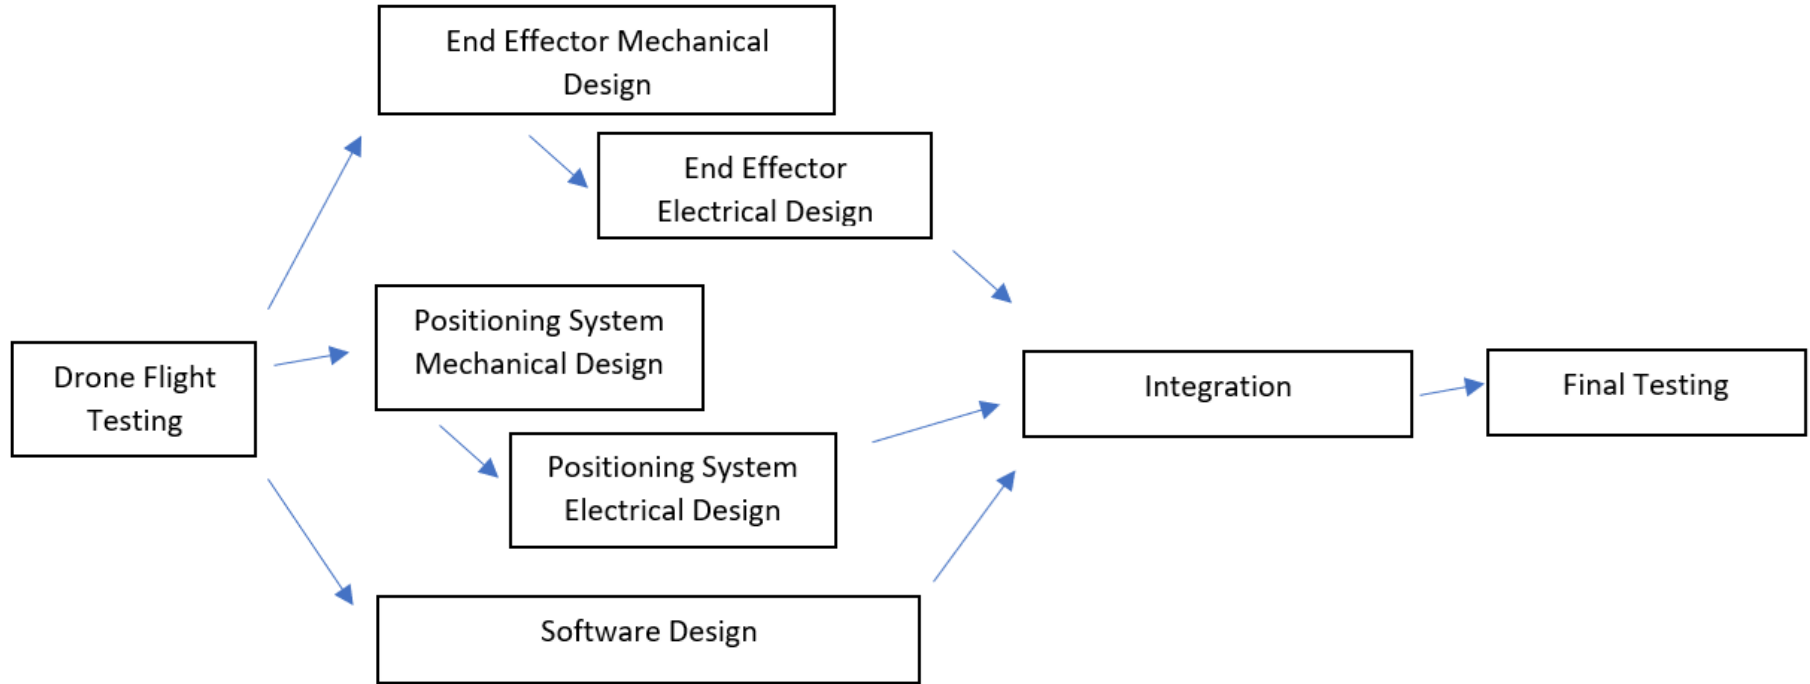 End Effector Mechanical
Design
End Effector
Electrical Design
Positioning System
Mechanical Design
Drone Flight
Testing
Integration
Final Testing
Positioning System
Electrical Design
Software Design